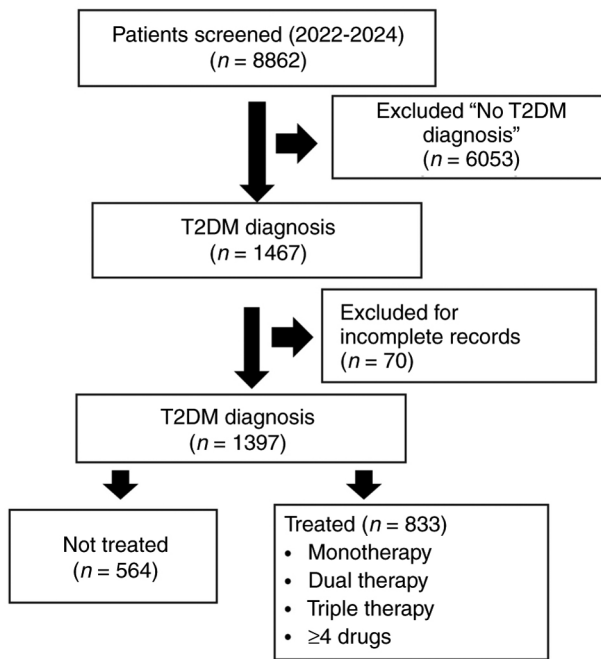 Patients screened (2022-2024)
(n = 8862)
Excluded “No T2DM
diagnosis”
(n = 6053)
T2DM diagnosis
(n = 1467)
Excluded for
incomplete records
(n = 70)
T2DM diagnosis
(n = 1397)
Not treated
(n = 564)
Treated (n = 833)
• Monotherapy
• Dual therapy
• Triple therapy
• ≥4 drugs